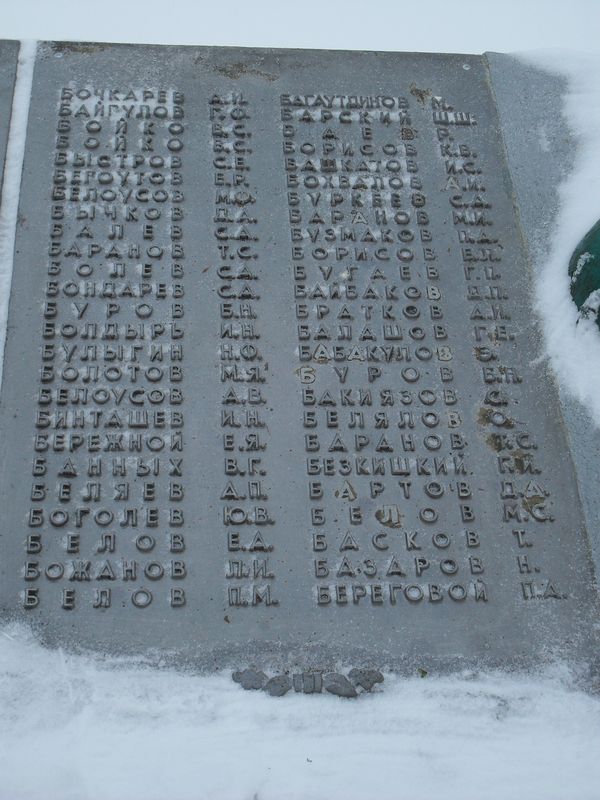 БОЧКАРЕВ А.И.
БАЙГУЛОВ Г.Ф.
БОЙКО В.С.
БОЙКО В.С.
БЫСТРОВ С.Е.
БЕГОУТОВ Е.Г.
БЕЛОУСОВ М.Ф.
БЫЧКОВ Д.А.
БАЛЕВ С.А.
БАРАНОВ Т.С.
БОЛЕВ С.А.
БОНДАРЕВ С.А.
БУРОВ Б.Н.
БОЛДЫРЬ И.Н.
БУЛЫГИН Н.Ф.
БОЛОТОВ М.Я.
БЕЛОУСОВ А.В.
БИНТАШЕВ И.Н.
БЕРЕЖНОЙ Е.Я.
БАННЫХ В.Г.
БЕЛЯЕВ А.П.
БОГОЛЕВ Ю.В.
БЕЛОВ Е.А.
БОЖАНОВ Л.И.
БЕЛОВ П.М.
БАГАУТДИНОВ М.
БАРСКИЙ Ш.Ш.
БАЕВ Р.
БОРИСОВ К.В.
БАШКАТОВ И.С.
БОХВАЛОВ А.И.
БУРКЕЕВ С.А.
БАРАНОВ М.И.
БУЗМАКОВ П.Д.
БОРИСОВ В.П.
БУГАЕВ Г.П.
БАЙБАКОВ Д.П.
БРАТКОВ А.И.
БАЛАШОВ Г.Н.
БАБАКУЛОВ Э.
БУРОВ В.П.
БАКИЯЗОВ С.
БЕЛЯЛОВ О.
БАРАНОВ Т.С.
БЕЗКИШКИЙ Г.И.
БАРТОВ Д.А.
БЕЛОВ М.С.
БАСКОВ Т.
БАЗАРОВ Н.
БЕРЕГОВОЙ П.А.